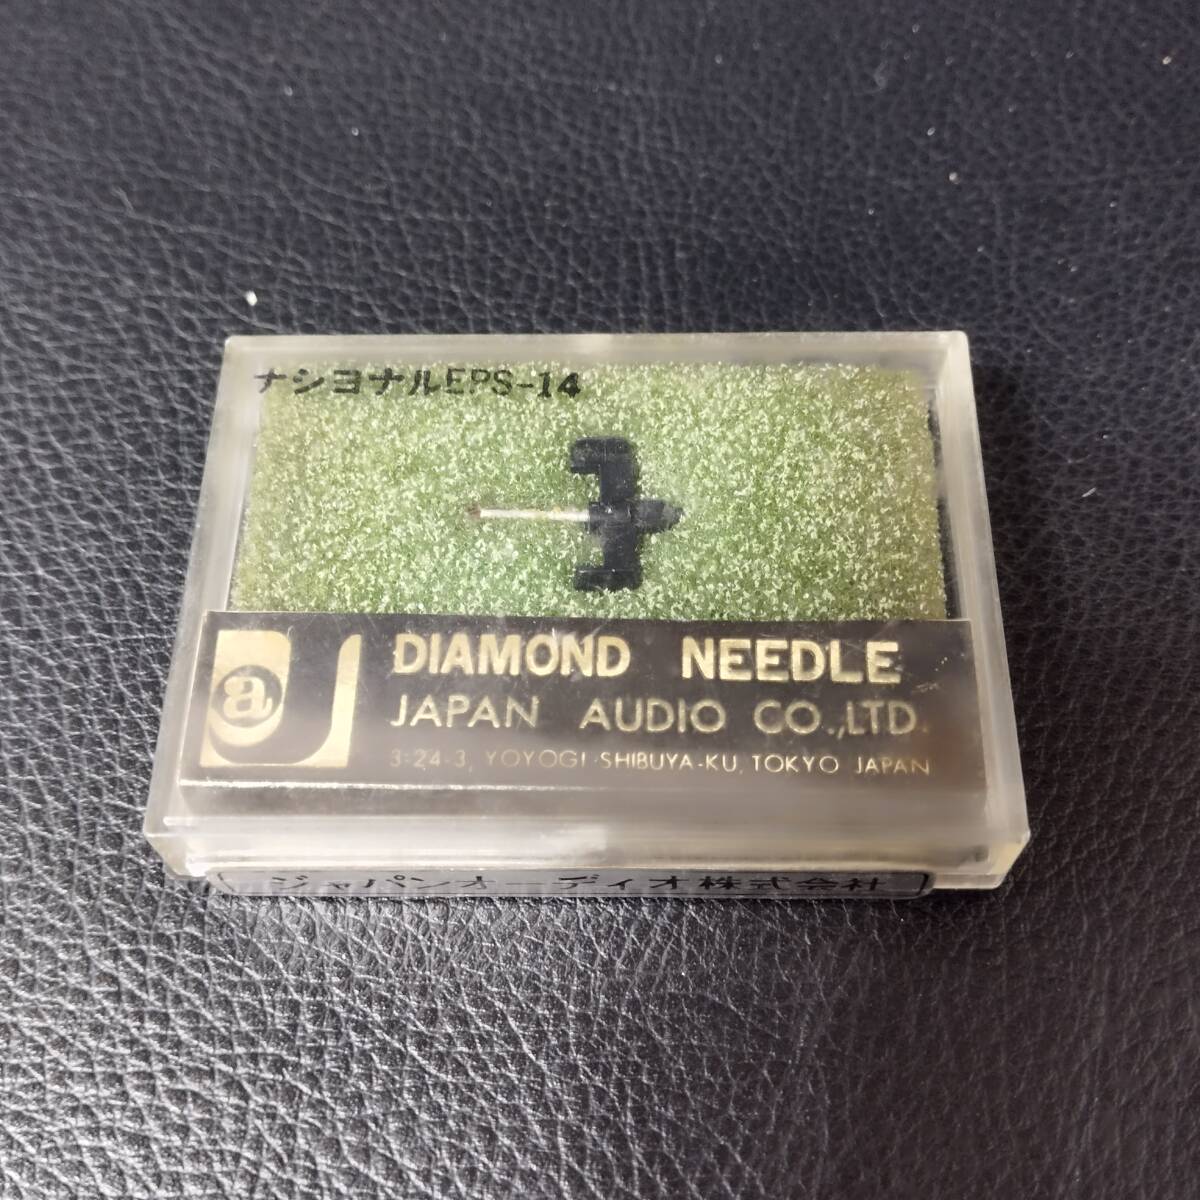 ナショナルEPS-14
a
DIAMOND NEEDLE
JAPAN AUDIO CO.,LTD.
3-24-3, YOYOGI SHIBUYA-KU, TOKYO JAPAN
ジャパンオーディオ株式会社